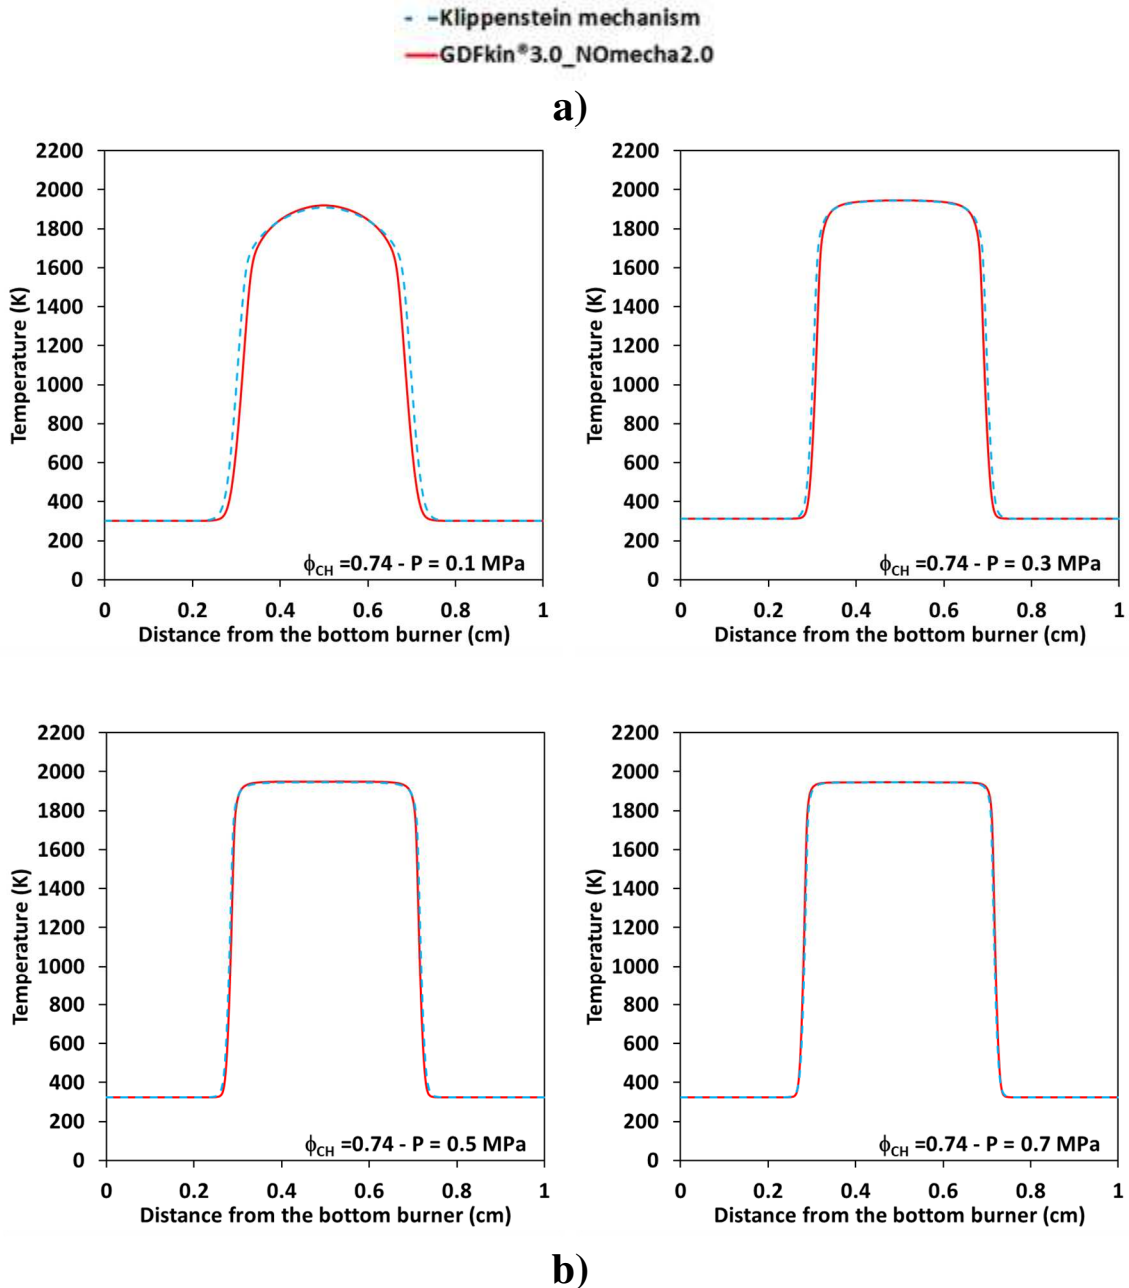 Klippenstein mechanism
GDFkin®3.0_NOmecha2.0
a)
2200
2000
1800
1600
1400
1200
1000
800
600
400
200
0
Temperature (K)
ϕCH =0.74 - P = 0.1 MPa
0 0.2 0.4 0.6 0.8 1
Distance from the bottom burner (cm)
2200
2000
1800
1600
1400
1200
1000
800
600
400
200
0
Temperature (K)
ϕCH =0.74 - P = 0.3 MPa
0 0.2 0.4 0.6 0.8 1
Distance from the bottom burner (cm)
2200
2000
1800
1600
1400
1200
1000
800
600
400
200
0
Temperature (K)
ϕCH =0.74 - P = 0.5 MPa
0 0.2 0.4 0.6 0.8 1
Distance from the bottom burner (cm)
2200
2000
1800
1600
1400
1200
1000
800
600
400
200
0
Temperature (K)
ϕCH =0.74 - P = 0.7 MPa
0 0.2 0.4 0.6 0.8 1
Distance from the bottom burner (cm)
b)